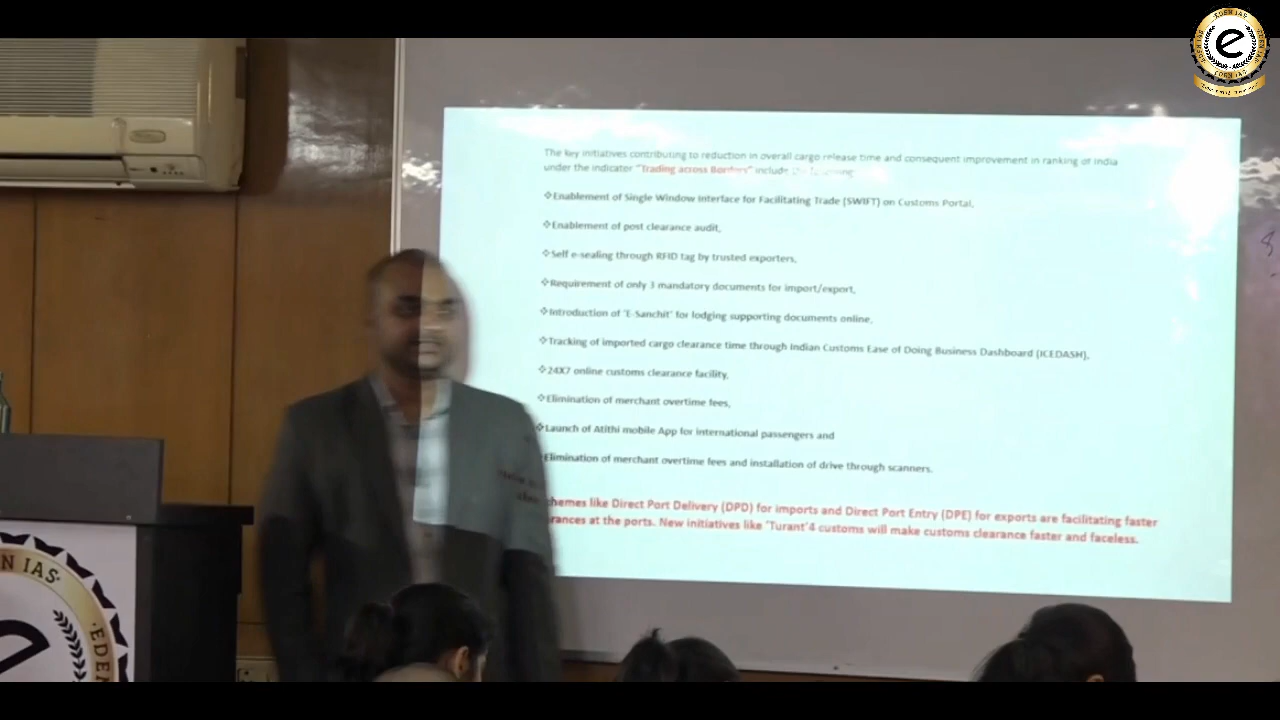 EDEN IAS
The key initiatives contributing to reduction in overall cargo release time and consequent improvement in ranking of India
under the indicator "Trading across Borders" include the following:
❖Enablement of Single Window Interface for Facilitating Trade (SWIFT) on Customs Portal,
❖Enablement of post clearance audit,
❖Self e-sealing through RFID tag by trusted exporters,
❖Requirement of only 3 mandatory documents for import/export,
❖Introduction of 'E-Sanchit' for lodging supporting documents online,
❖Tracking of imported cargo clearance time through Indian Customs Ease of Doing Business Dashboard (ICEDASH),
❖24X7 online customs clearance facility,
❖Elimination of merchant overtime fees,
❖Launch of Atithi mobile App for international passengers and
Elimination of merchant overtime fees and installation of drive through scanners.
hemes like Direct Port Delivery (DPD) for imports and Direct Port Entry (DPE) for exports are facilitating faster
rances at the ports. New initiatives like 'Turant'4 customs will make customs clearance faster and faceless.
EN IAS
EDE
e